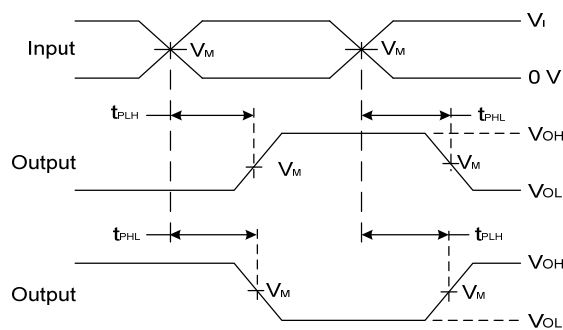 VI
Input VM VM
0 V
tPLH tPHL
VOH
Output VM VM
VOL
tPHL tPLH
VOH
Output VM VM
VOL